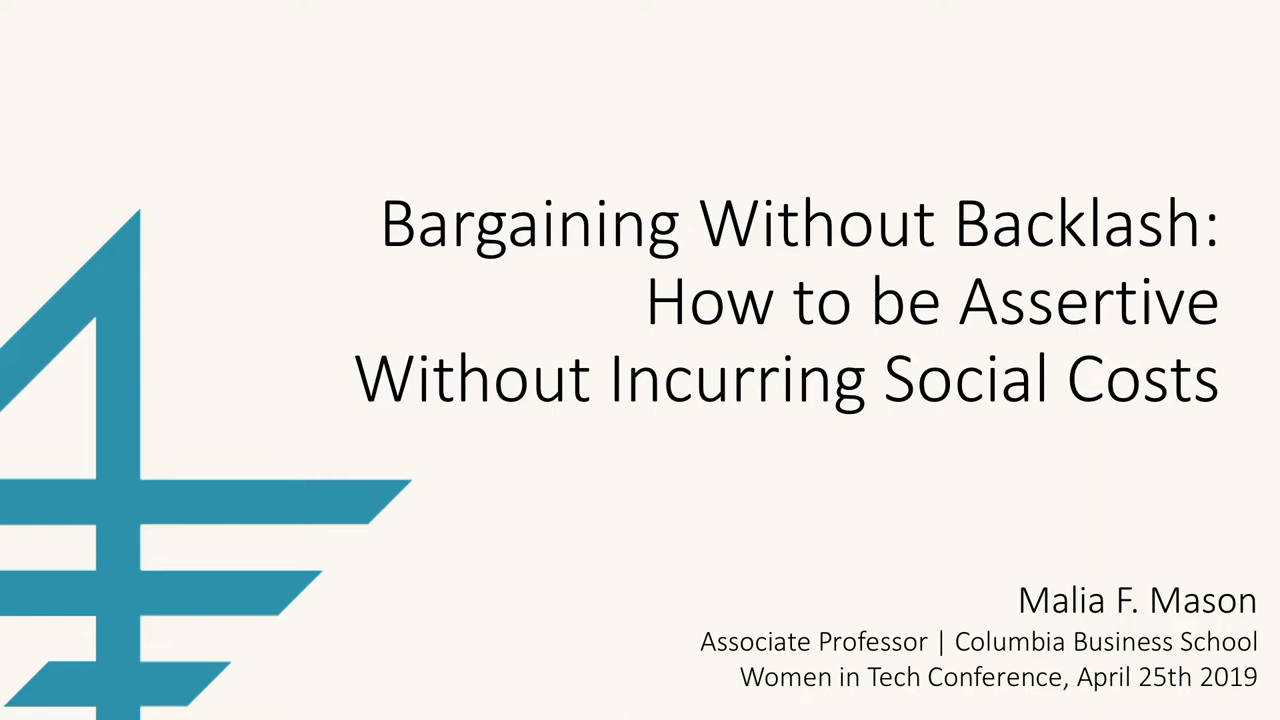 Bargaining Without Backlash:
How to be Assertive
Without Incurring Social Costs
Malia F. Mason
Associate Professor | Columbia Business School
Women in Tech Conference, April 25th 2019